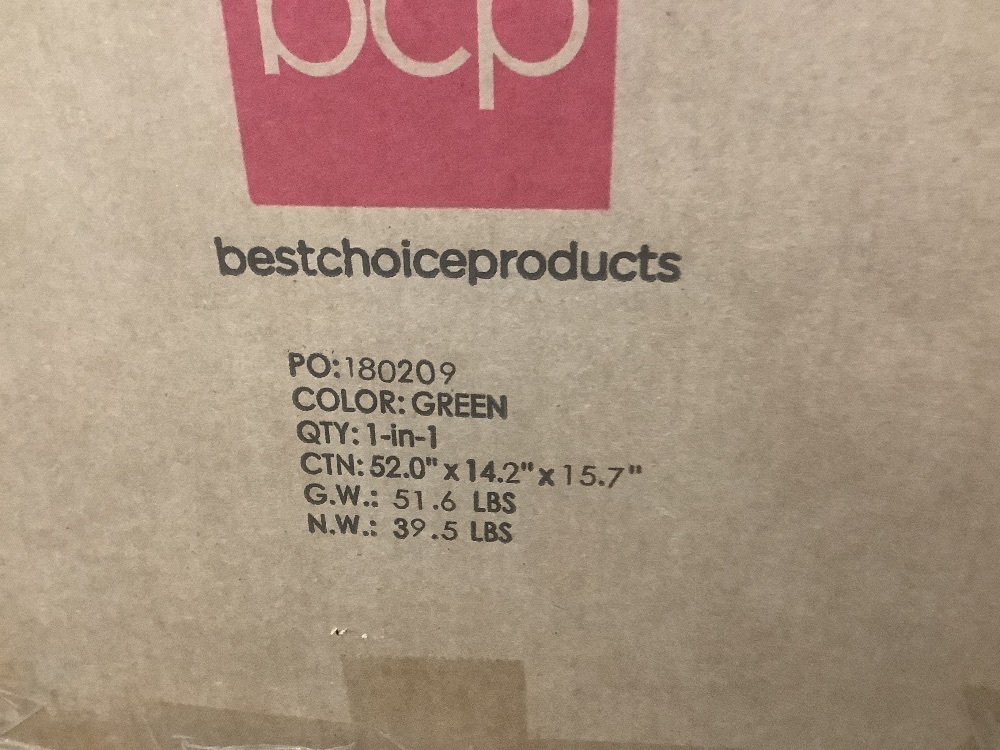 bcp
bestchoiceproducts
PO:180209
COLOR: GREEN
QTY: 1-in-1
CTN: 52.0" x 14.2" x 15.7"
G.W.: 51.6 LBS
N.W.: 39.5 LBS